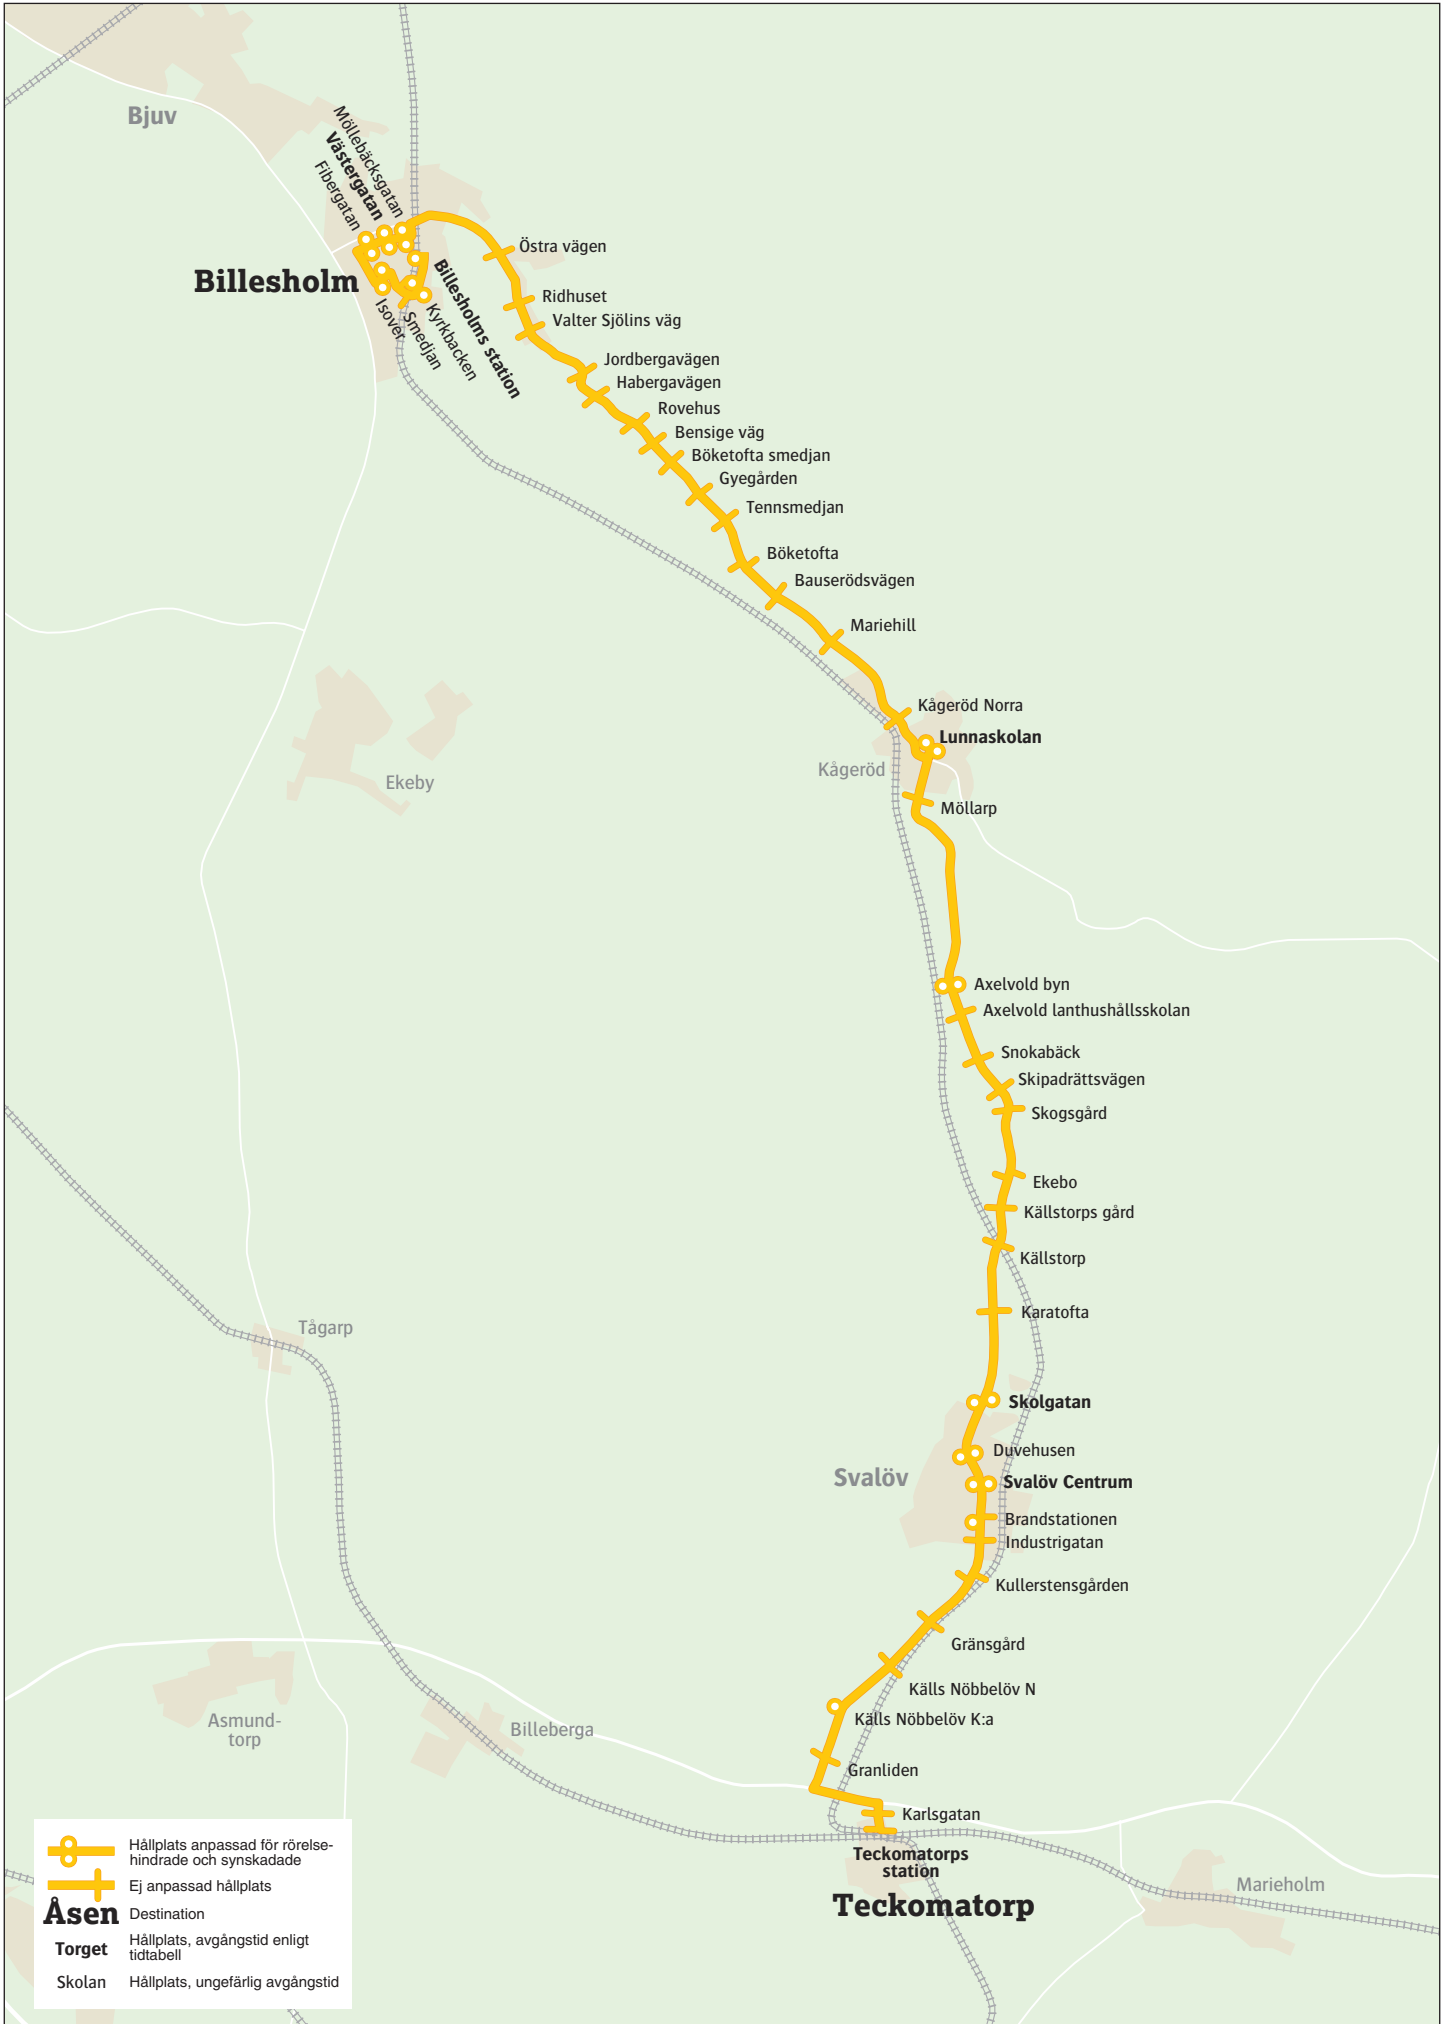 Bjuv
Möllebäcksgatan
Västergatan
Fibergatan
Billesholm
Östra vägen
Billesholms station
Kyrkbacken
Smedjan
Isover
Ridhuset
Valter Sjölins väg
Jordbergavägen
Habergavägen
Rovehus
Bensige väg
Böketofta smedjan
Gyegården
Tennsmedjan
Böketofta
Bauserödsvägen
Mariehill
Kågeröd Norra
Lunnaskolan
Kågeröd
Ekeby
Möllarp
Axelvold byn
Axelvold lanthushållsskolan
Snokabäck
Skipadrättsvägen
Skogsgård
Ekebo
Källstorps gård
Källstorp
Karatofta
Tågarp
Skolgatan
Duvehusen
Svalöv
Svalöv Centrum
Brandstationen
Industrigatan
Kullerstensgården
Gränsgård
Källs Nöbbelöv N
Källs Nöbbelöv K:a
Asmund-
torp
Billeberga
Granliden
Karlsgatan
Teckomatorps
station
Teckomatorp
Marieholm
Hållplats anpassad för rörelse-
hindrade och synskadade
Ej anpassad hållplats
Åsen Destination
Torget Hållplats, avgångstid enligt
tidtabell
Skolan Hållplats, ungefärlig avgångstid